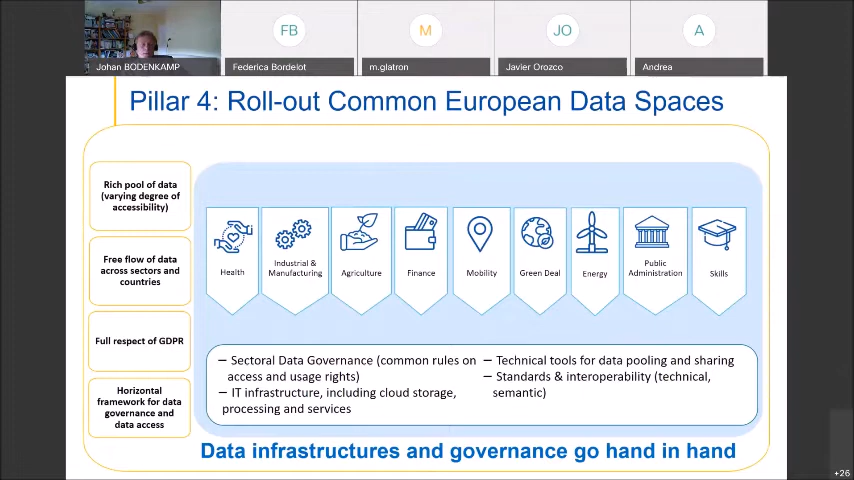 FB
M
JO
A
Johan BODENKAMP
Federica Bordelot
m.glatron
Javier Orozco
Andrea
Pillar 4: Roll-out Common European Data Spaces
Rich pool of data
(varying degree of
accessibility)
Free flow of data
across sectors and
countries
Full respect of GDPR
Horizontal
framework for data
governance and
data access
Health
Industrial &
Manufacturing
Agriculture
Finance
Mobility
Green Deal
Energy
Public
Administration
Skills
– Sectoral Data Governance (common rules on
access and usage rights)
– IT infrastructure, including cloud storage,
processing and services
– Technical tools for data pooling and sharing
– Standards & interoperability (technical,
semantic)
Data infrastructures and governance go hand in hand
+26